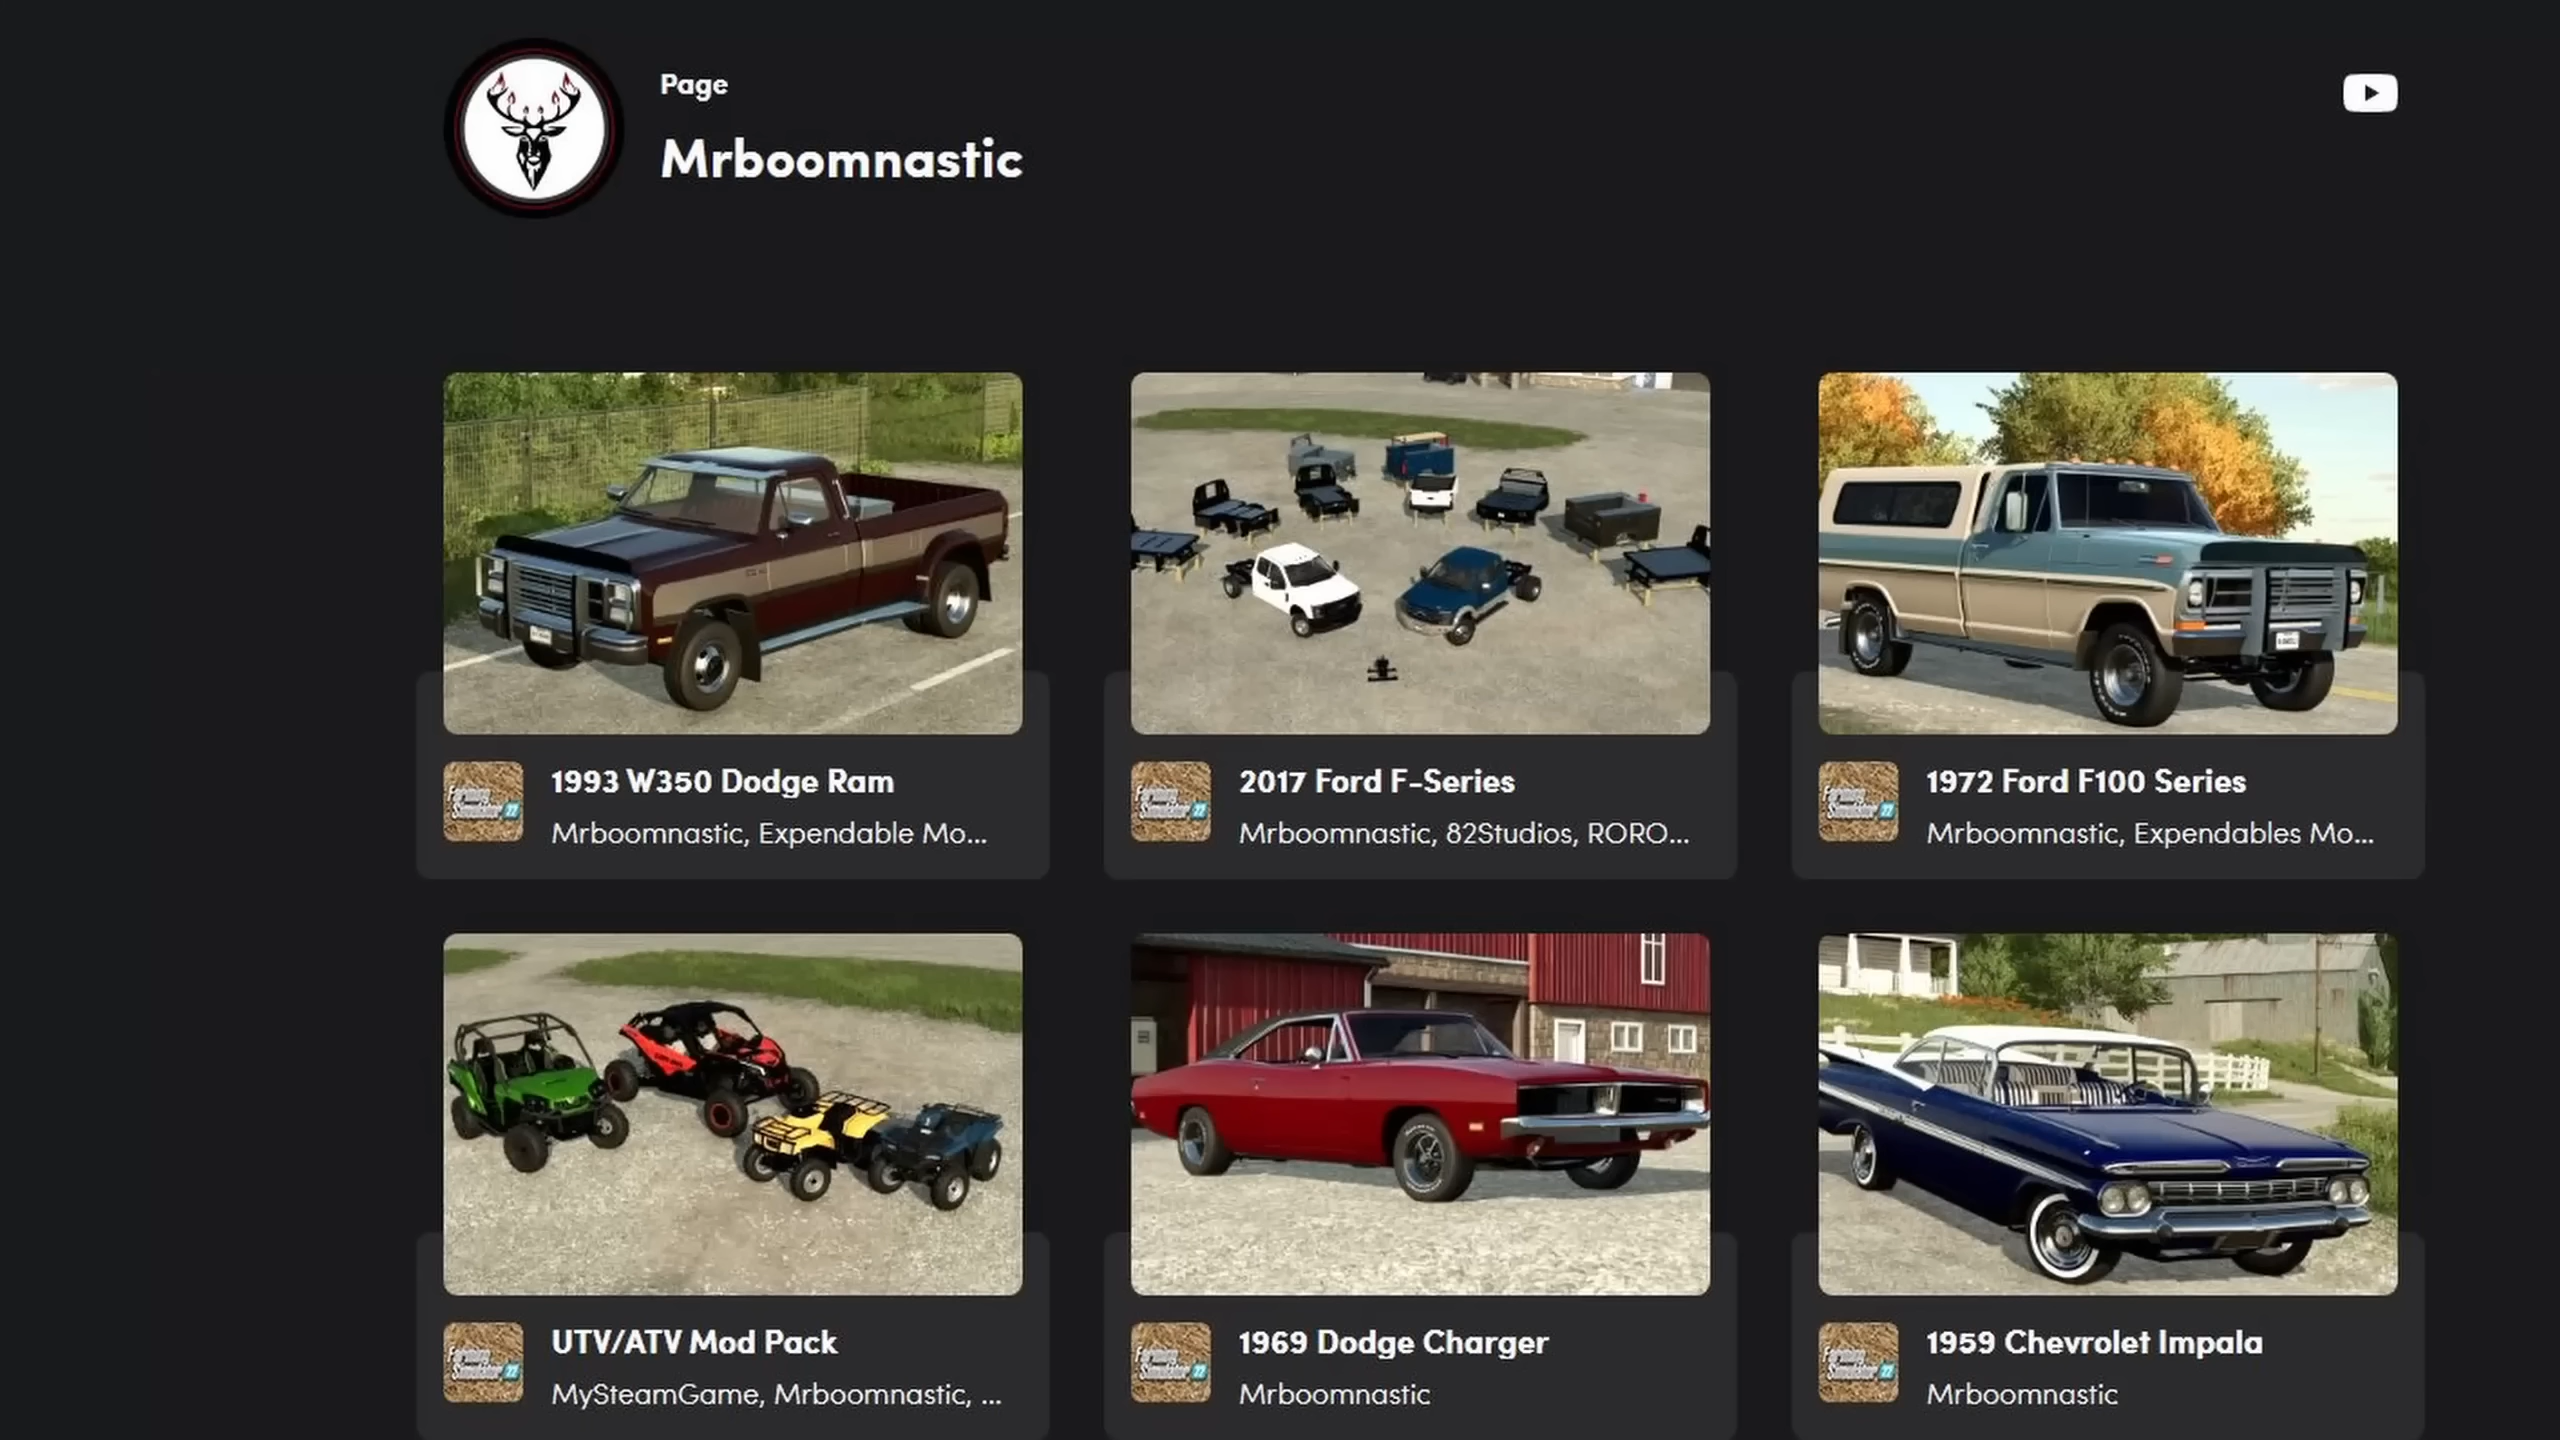 Page
Mrboomnastic
1993 W350 Dodge Ram
Mrboomnastic, Expendable Mo...
2017 Ford F-Series
Mrboomnastic, 82Studios, RORO...
1972 Ford F100 Series
Mrboomnastic, Expendables Mo...
UTV/ATV Mod Pack
MySteamGame, Mrboomnastic, ...
1969 Dodge Charger
Mrboomnastic
1959 Chevrolet Impala
Mrboomnastic